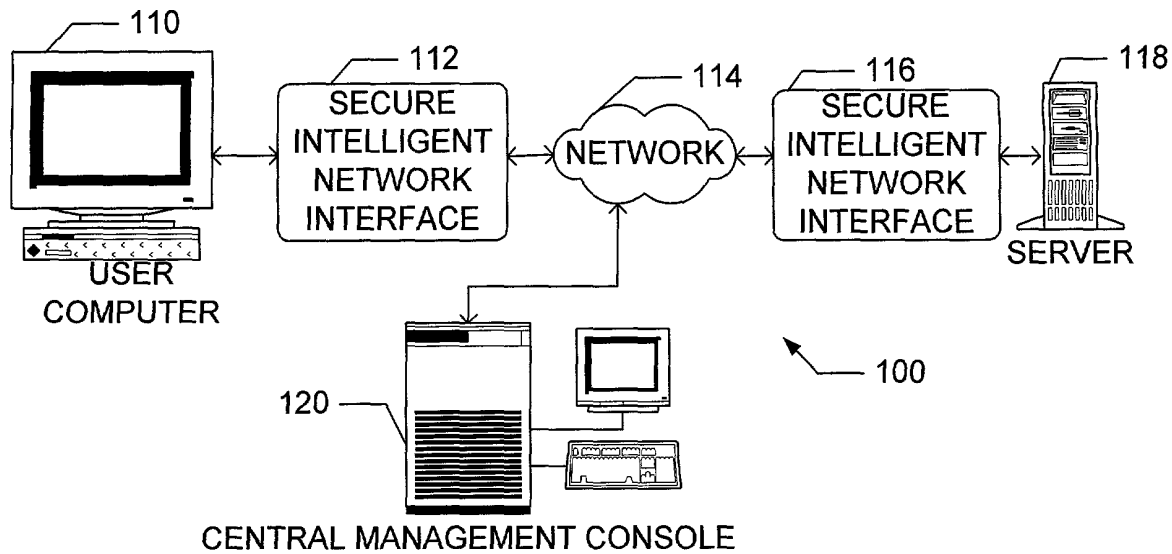 110
112
SECURE
INTELLIGENT
NETWORK
INTERFACE
114
NETWORK
116
SECURE
INTELLIGENT
NETWORK
INTERFACE
118
SERVER
USER
COMPUTER
120
100
CENTRAL MANAGEMENT CONSOLE